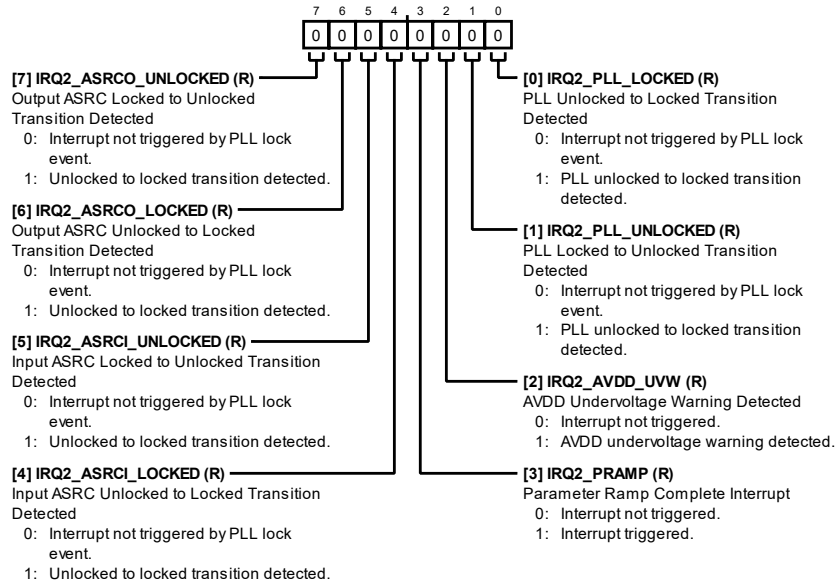 7 6 5 4 3 2 1 0
0 0 0 0 0 0 0 0
[7] IRQ2_ASRCO_UNLOCKED (R)
Output ASRC Locked to Unlocked
Transition Detected
0: Interrupt not triggered by PLL lock
event.
1: Unlocked to locked transition detected.
[6] IRQ2_ASRCO_LOCKED (R)
Output ASRC Unlocked to Locked
Transition Detected
0: Interrupt not triggered by PLL lock
event.
1: Unlocked to locked transition detected.
[5] IRQ2_ASRCI_UNLOCKED (R)
Input ASRC Locked to Unlocked Transition
Detected
0: Interrupt not triggered by PLL lock
event.
1: Unlocked to locked transition detected.
[4] IRQ2_ASRCI_LOCKED (R)
Input ASRC Unlocked to Locked Transition
Detected
0: Interrupt not triggered by PLL lock
event.
1: Unlocked to locked transition detected.
[0] IRQ2_PLL_LOCKED (R)
PLL Unlocked to Locked Transition
Detected
0: Interrupt not triggered by PLL lock
event.
1: PLL unlocked to locked transition
detected.
[1] IRQ2_PLL_UNLOCKED (R)
PLL Locked to Unlocked Transition
Detected
0: Interrupt not triggered by PLL lock
event.
1: PLL unlocked to locked transition
detected.
[2] IRQ2_AVDD_UVW (R)
AVDD Undervoltage Warning Detected
0: Interrupt not triggered.
1: AVDD undervoltage warning detected.
[3] IRQ2_PRAMP (R)
Parameter Ramp Complete Interrupt
0: Interrupt not triggered.
1: Interrupt triggered.